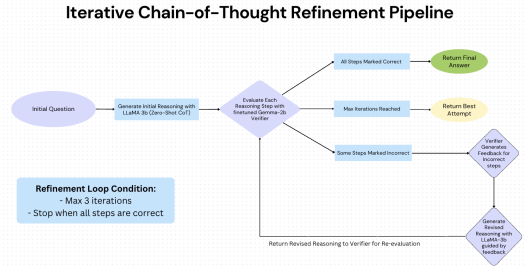 Iterative Chain-of-Thought Refinement Pipeline
All Steps Marked Correct
Return Final
Answer
Initial Question
Generate Initial Reasoning with
LLaMA 3b (Zero-Shot CoT)
Evaluate Each
Reasoning Step with
finetuned Gemma-2b
Verifier
Max Iterations Reached
Return Best
Attempt
Some Steps Marked Incorrect
Verifier
Generates
Feedback for
Incorrect
steps
Refinement Loop Condition:
- Max 3 iterations
- Stop when all steps are correct
Generate
Revised
Reasoning with
LLaMA-3b
guided by
feedback
Return Revised Reasoning to Verifier for Re-evaluation